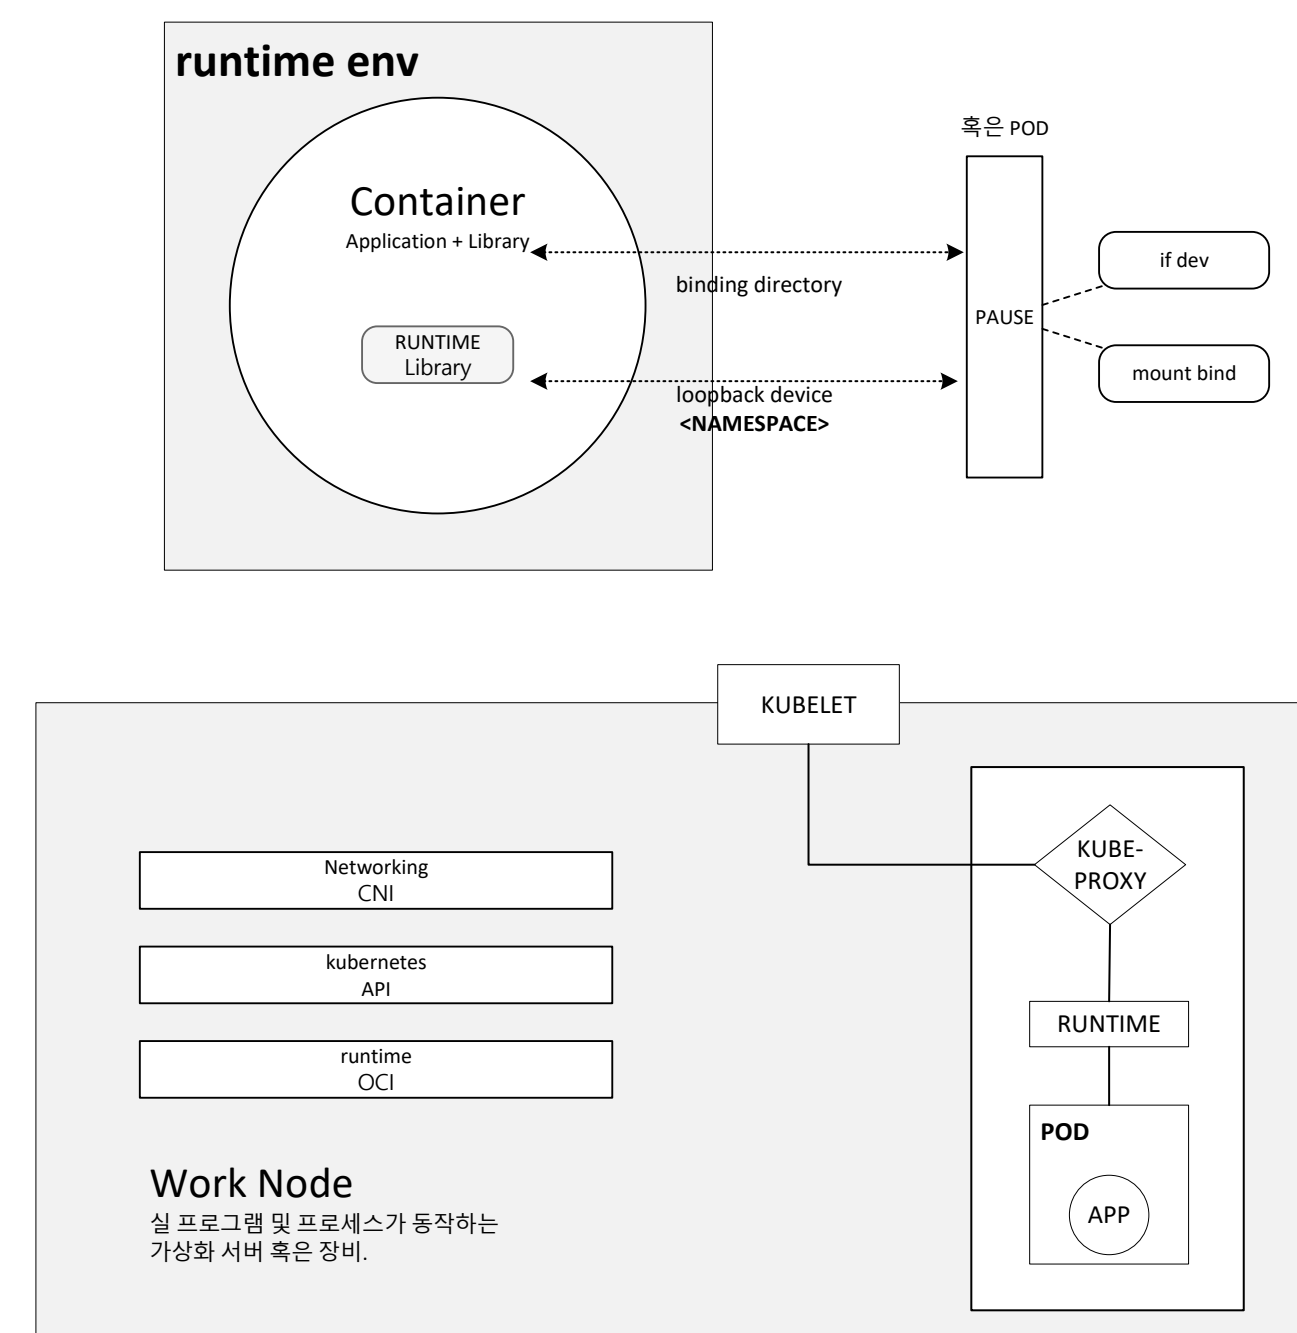 runtime env
Container
Application + Library
RUNTIME
Library
binding directory
loopback device
<NAMESPACE>
혹은 POD
PAUSE
if dev
mount bind
KUBELET
Networking
CNI
kubernetes
API
runtime
OCI
Work Node
실 프로그램 및 프로세스가 동작하는
가상화 서버 혹은 장비.
KUBE-
PROXY
RUNTIME
POD
APP